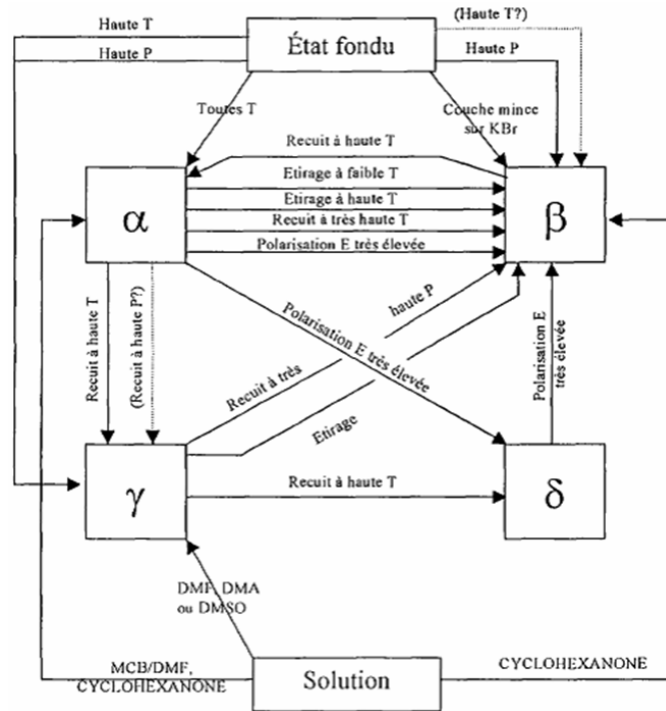 Haute T
(Haute T?)
Haute P
État fondu
Haute P
Toutes T
Couche mince
sur KBr
Recuit à haute T
Etirage à faible T
Etirage à haute T
Recuit à très haute T
Polarisation E très élevée
α
β
Recuit à haute T
(Recuit à haute P?)
Polarisation E très élevée
Recuit à très haute P
Etirage
Polarisation E
très élevée
γ
Recuit à haute T
δ
DMF, DMA
ou DMSO
MCB/DMF,
CYCLOHEXANONE
Solution
CYCLOHEXANONE